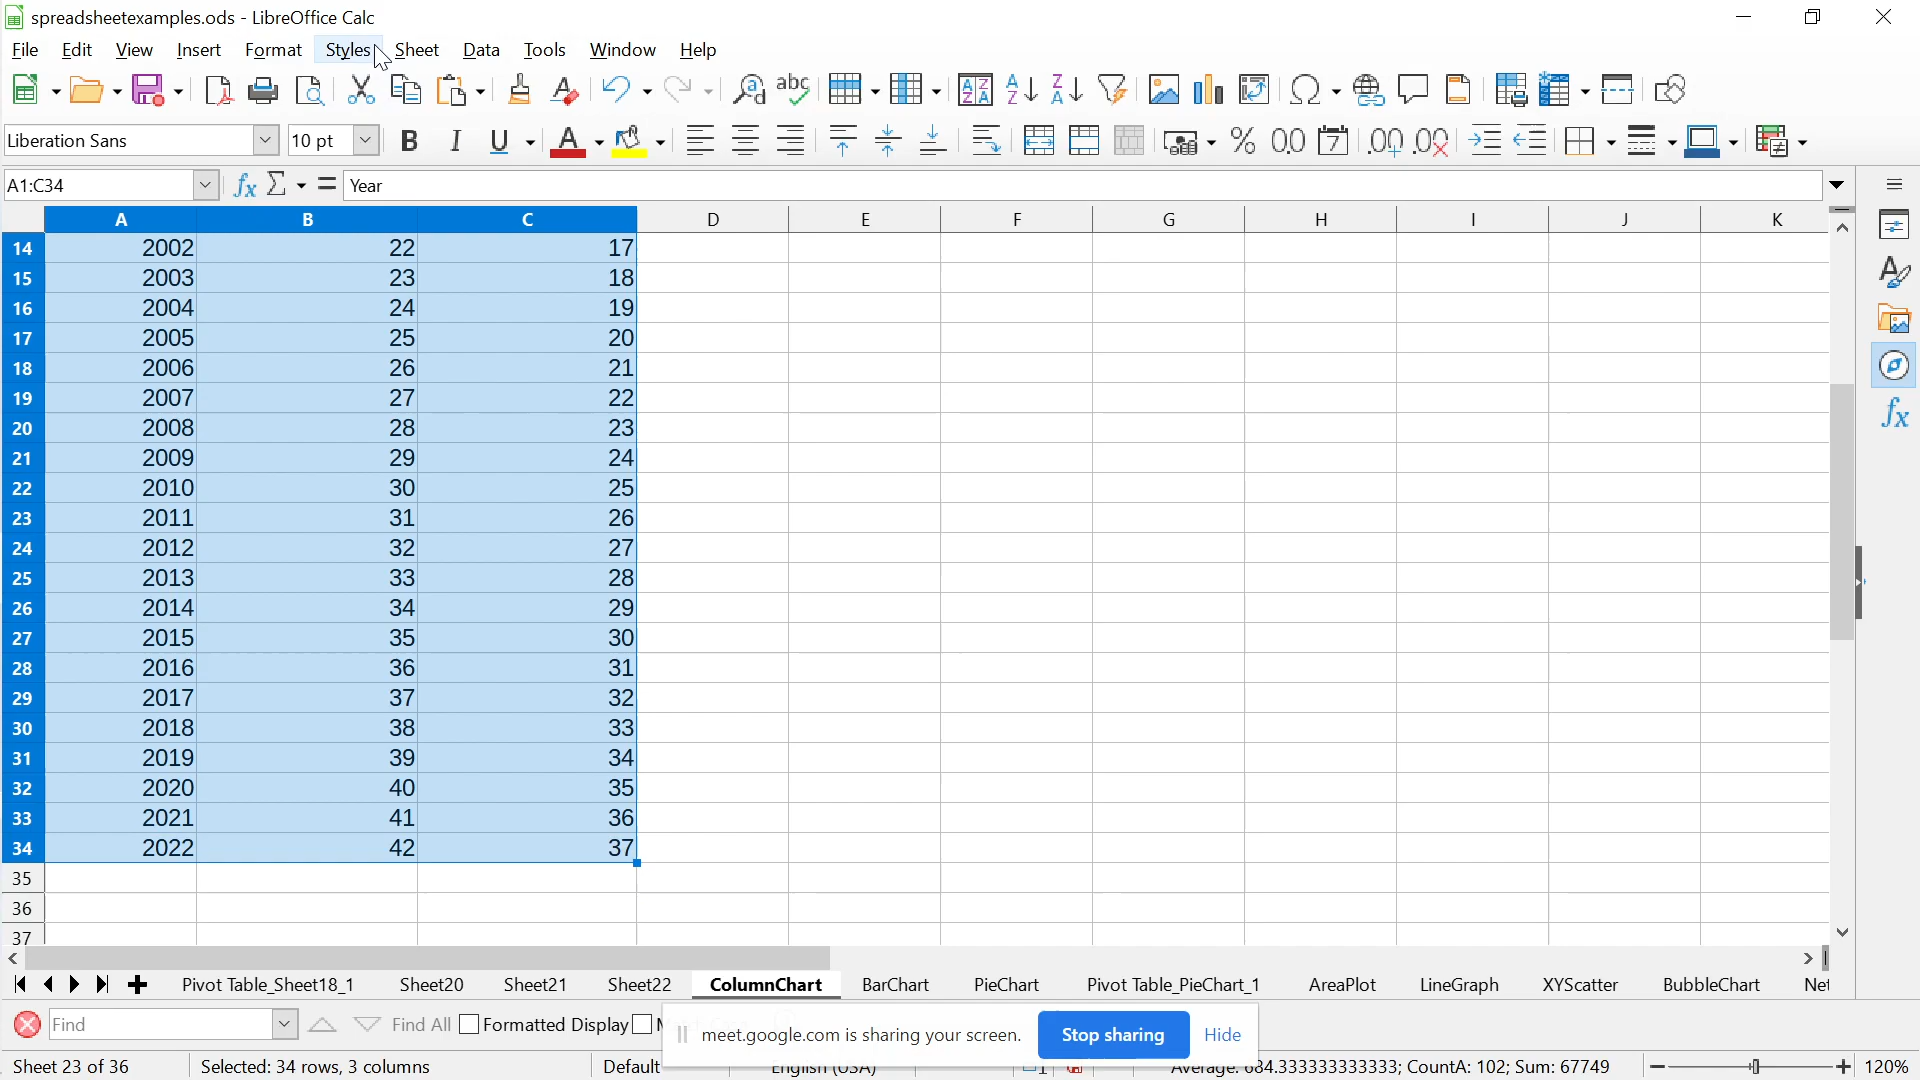 spreadsheetexamples.ods - LibreOffice Calc
File Edit View Insert Format Styles Sheet Data Tools Window Help
Liberation Sans 10 pt
A1:C34 Year
A B C D E F G H I J K
14 2002 22 17
15 2003 23 18
16 2004 24 19
17 2005 25 20
18 2006 26 21
19 2007 27 22
20 2008 28 23
21 2009 29 24
22 2010 30 25
23 2011 31 26
24 2012 32 27
25 2013 33 28
26 2014 34 29
27 2015 35 30
28 2016 36 31
29 2017 37 32
30 2018 38 33
31 2019 39 34
32 2020 40 35
33 2021 41 36
34 2022 42 37
35
36
37
Pivot Table_Sheet18_1 Sheet20 Sheet21 Sheet22 ColumnChart BarChart PieChart Pivot Table_PieChart_1 AreaPlot LineGraph XYScatter BubbleChart Net
Find Find All Formatted Display
meet.google.com is sharing your screen. Stop sharing Hide
Sheet 23 of 36 Selected: 34 rows, 3 columns Default English (USA) Average: 684.333333333333; CountA: 102; Sum: 67749 120%